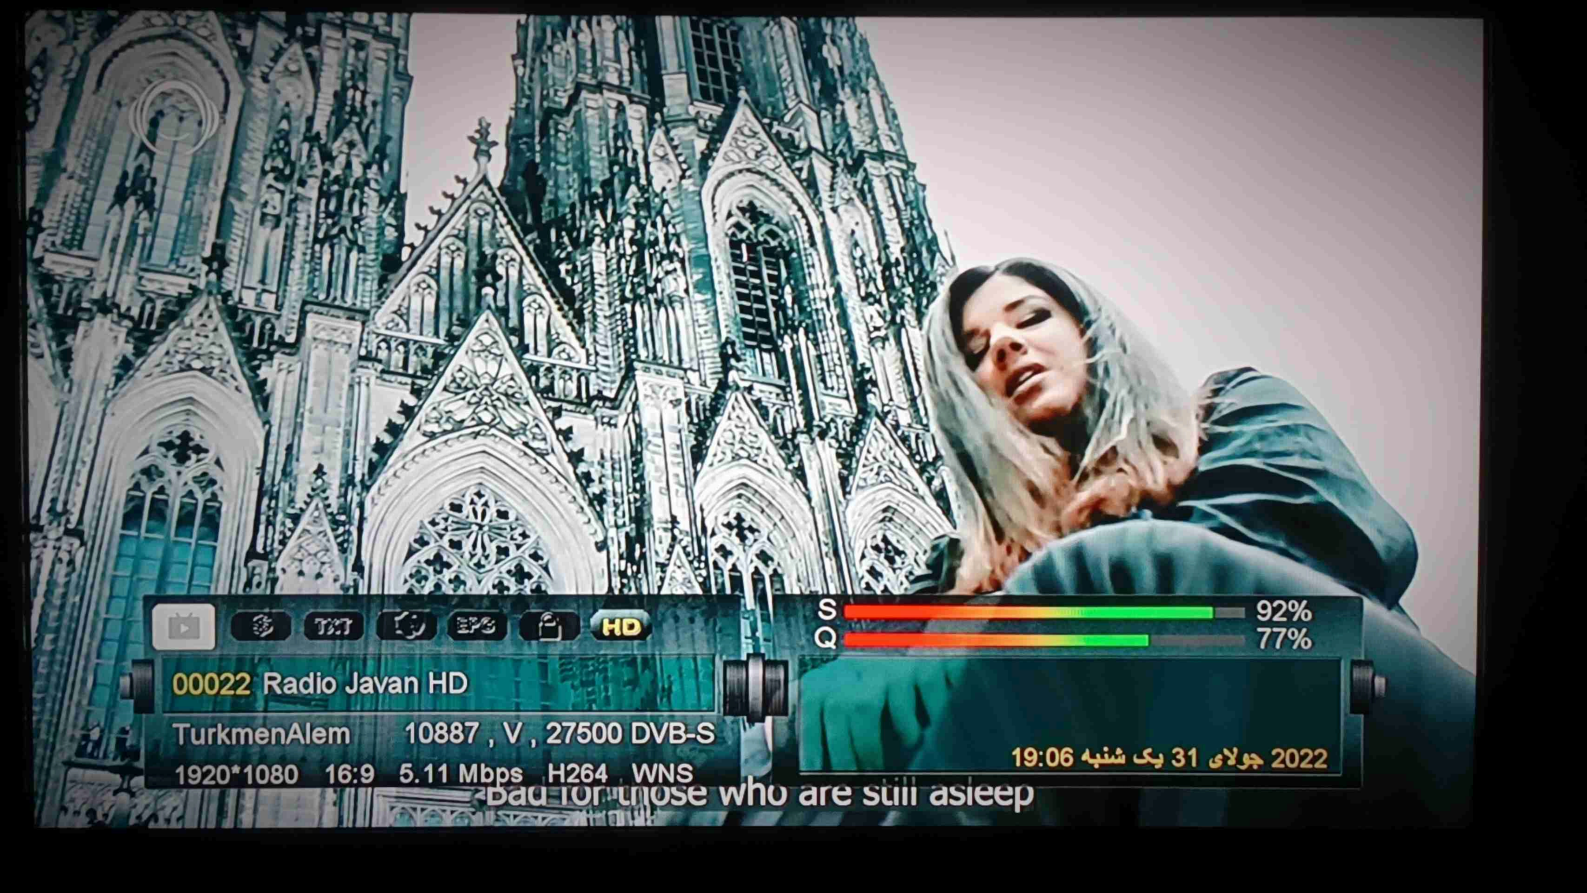 TXT EPG HD
S 92%
Q 77%
00022 Radio Javan HD
TurkmenAlem 10887 , V , 27500 DVB-S
1920*1080 16:9 5.11 Mbps H264 WNS
2022 جولای 31 یک شنبه 19:06
Bad for those who are still asleep